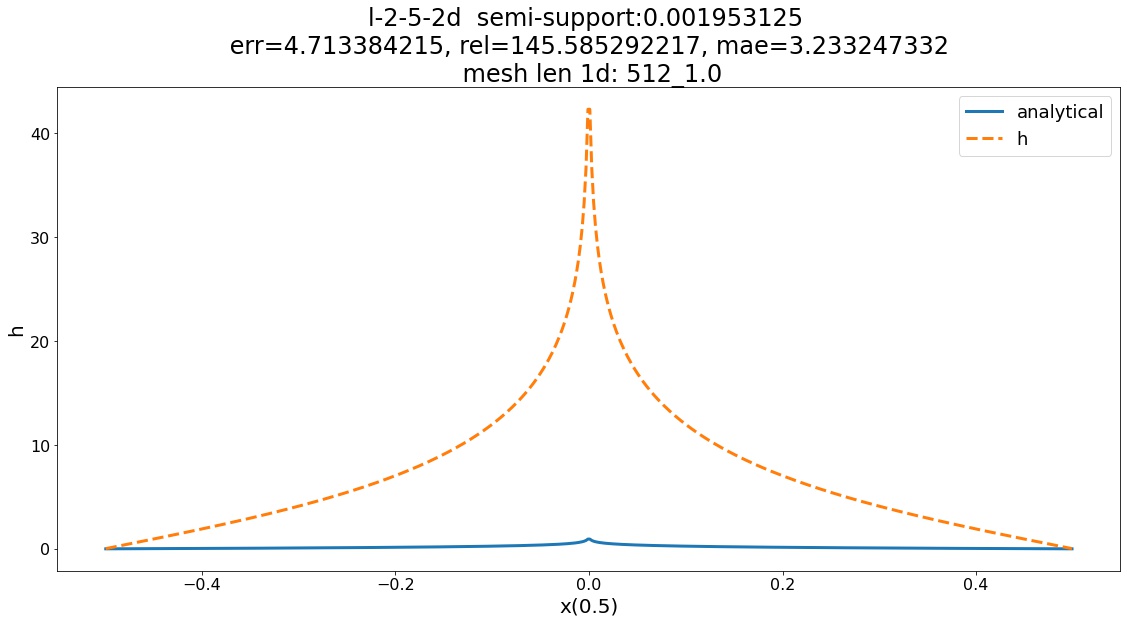 l-2-5-2d  semi-support:0.001953125
err=4.713384215, rel=145.585292217, mae=3.233247332
mesh len 1d: 512_1.0
analytical
h
40
30
20
10
0
h
−0.4
−0.2
0.0
0.2
0.4
x(0.5)